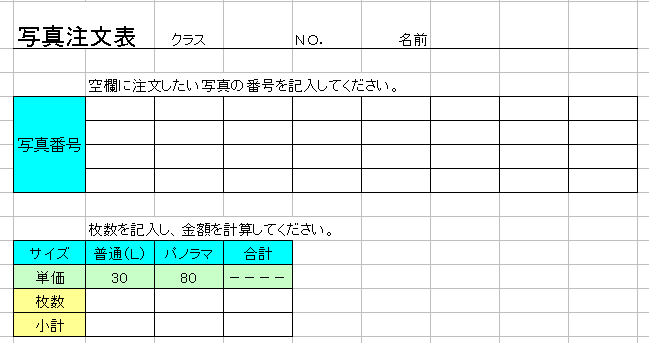 写真注文表 クラス NO. 名前
空欄に注文したい写真の番号を記入してください。
写真番号
枚数を記入し、金額を計算してください。
サイズ 普通(L) パノラマ 合計
単価 30 80 －－－－
枚数
小計